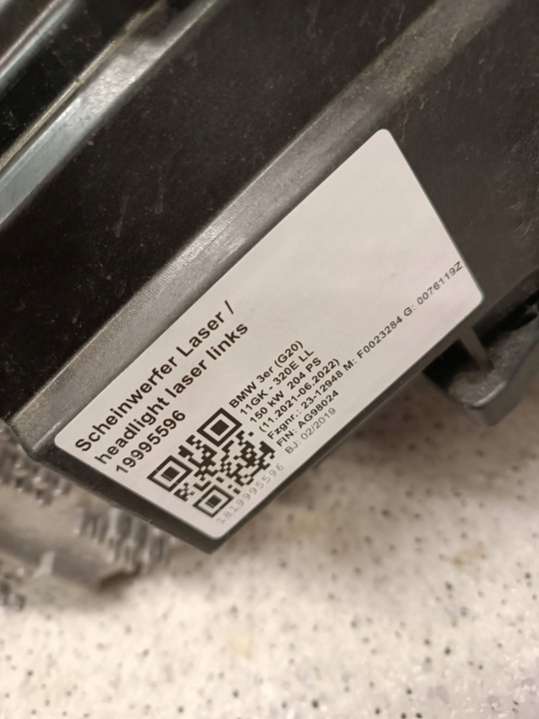 Scheinwerfer Laser /
headlight laser links
19995596
BMW 3er (G20)
11GK - 320E LL
150 kW 204 PS
(11.2021-06.2022)
Fzgnr.: 23-12948 M: F0023284 G: 0076119Z
FIN: AG98024
BJ: 02/2019
1819995596